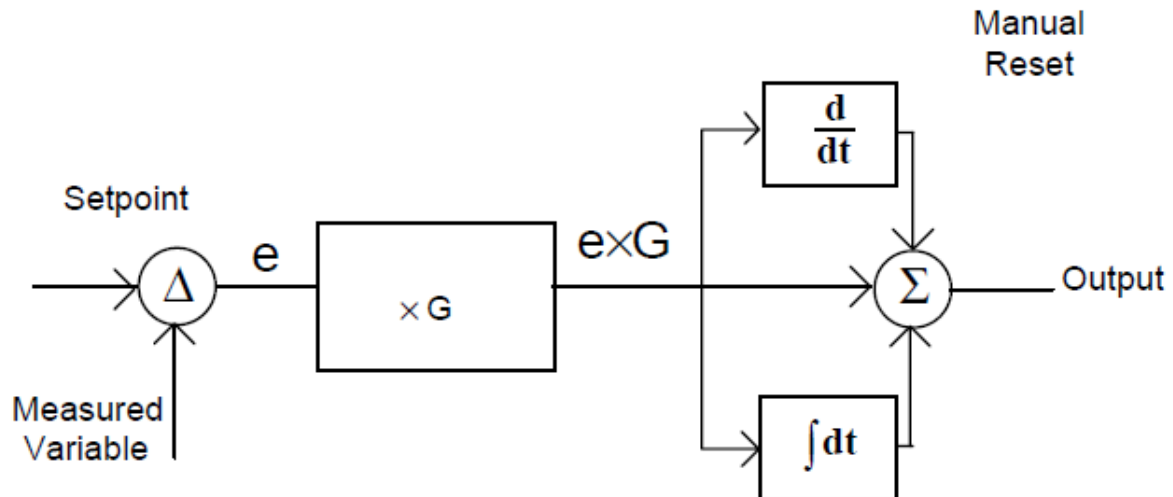 Manual
Reset
d
dt
Setpoint
e
e×G
Δ
× G
Σ
Output
Measured
Variable
∫dt